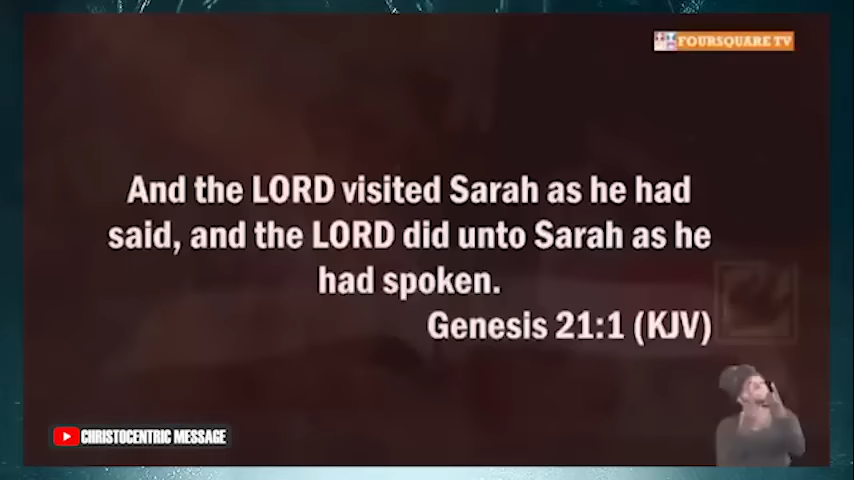 FOURSQUARE TV
And the LORD visited Sarah as he had
said, and the LORD did unto Sarah as he
had spoken.
Genesis 21:1 (KJV)
CHRISTOCENTRIC MESSAGE